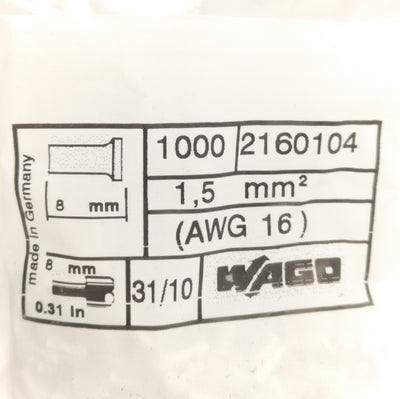 made in Germany
1000 2160104
8 mm
1,5 mm²
(AWG 16)
8 mm
0.31 In
31/10
WAGO